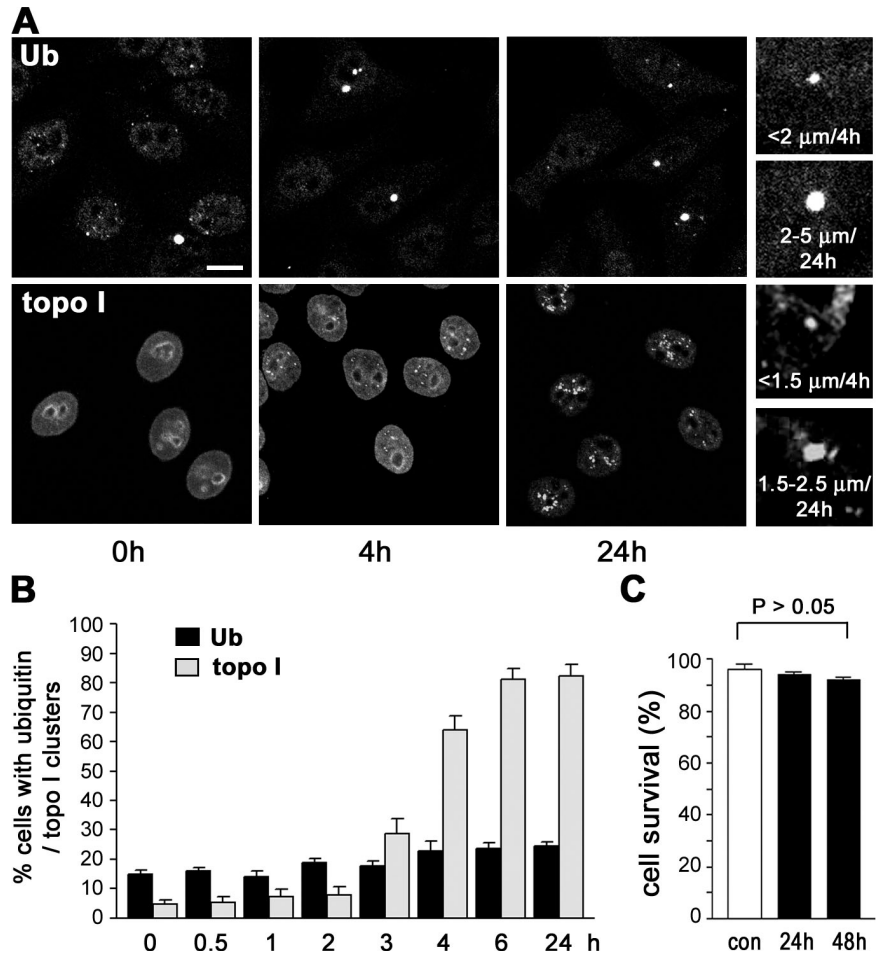 A
Ub
<2 μm/4h
2-5 μm/
24h
topo I
<1.5 μm/4h
1.5-2.5 μm/
24h
0h 4h 24h
B
% cells with ubiquitin
/ topo I clusters
100
90
80
70
60
50
40
30
20
10
0
Ub
topo I
0 0.5 1 2 3 4 6 24 h
C
P > 0.05
cell survival (%)
100
80
60
40
20
0
con 24h 48h